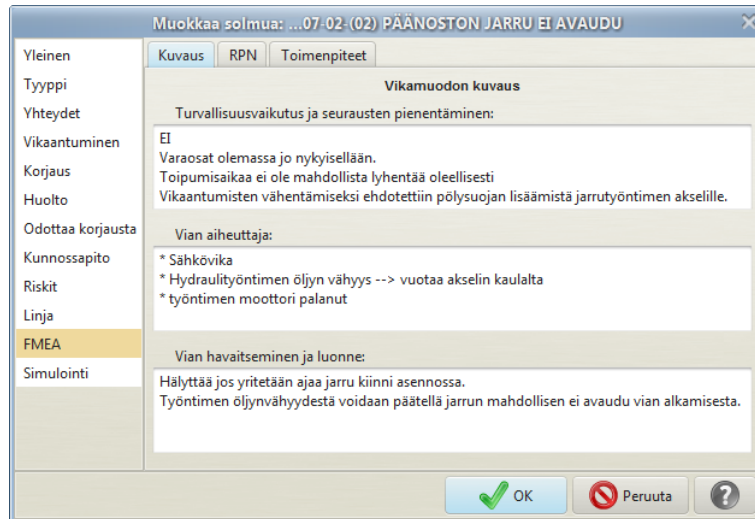 Muokkaa solmua: ...07-02-(02) PÄÄNOSTON JARRU EI AVAUDU
Yleinen
Tyyppi
Yhteydet
Vikaantuminen
Korjaus
Huolto
Odottaa korjausta
Kunnossapito
Riskit
Linja
FMEA
Simulointi
Kuvaus RPN Toimenpiteet
Vikamuodon kuvaus
Turvallisuusvaikutus ja seurausten pienentäminen:
EI
Varaosat olemassa jo nykyisellään.
Toipumisaikaa ei ole mahdollista lyhentää oleellisesti
Vikaantumisten vähentämiseksi ehdotettiin pölysuojan lisäämistä jarrutyöntimen akselille.
Vian aiheuttaja:
* Sähkövika
* Hydraulityöntimen öljyn vähyys --> vuotaa akselin kaulalta
* työntimen moottori palanut
Vian havaitseminen ja luonne:
Hälyttää jos yritetään ajaa jarru kiinni asennossa.
Työntimen öljynvähyydestä voidaan päätellä jarrun mahdollisen ei avaudu vian alkamisesta.
OK Peruuta ?